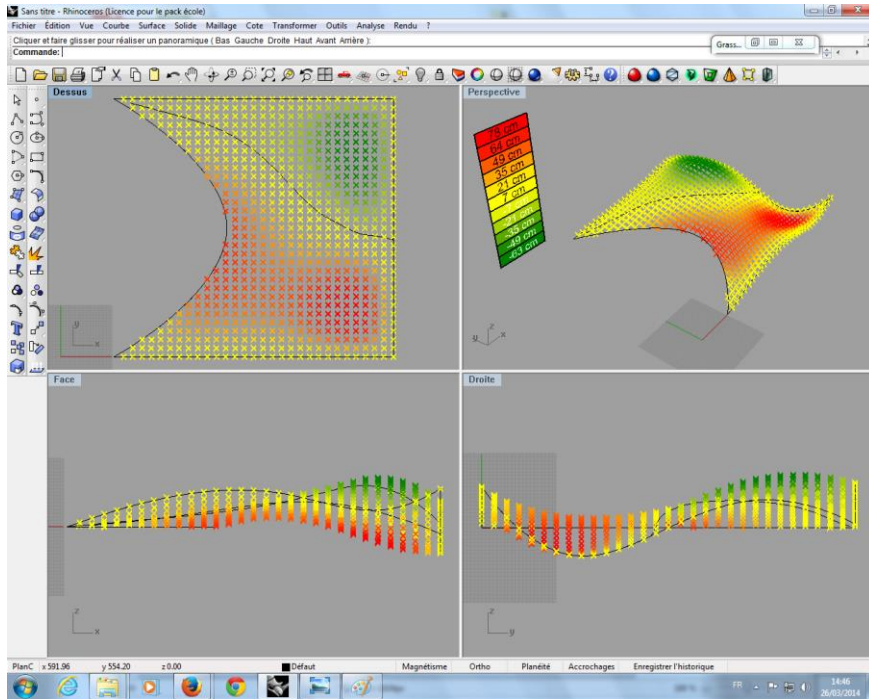 Sans titre - Rhinoceros (Licence pour le pack école)
Fichier Édition Vue Courbe Surface Solide Maillage Cote Transformer Outils Analyse Rendu ?
Cliquer et faire glisser pour réaliser un panoramique ( Bas Gauche Droite Haut Avant Arrière ):
Commande:
Grass...
Dessus
y
x
Perspective
78 cm
64 cm
49 cm
35 cm
21 cm
7 cm
-21 cm
-35 cm
-49 cm
-63 cm
z
y
x
Face
z
x
Droite
z
y
PlanC x 591.96 y 554.20 z 0.00 Défaut Magnétisme Ortho Planéité Accrochages Enregistrer l'historique
FR 14:46
26/03/2014